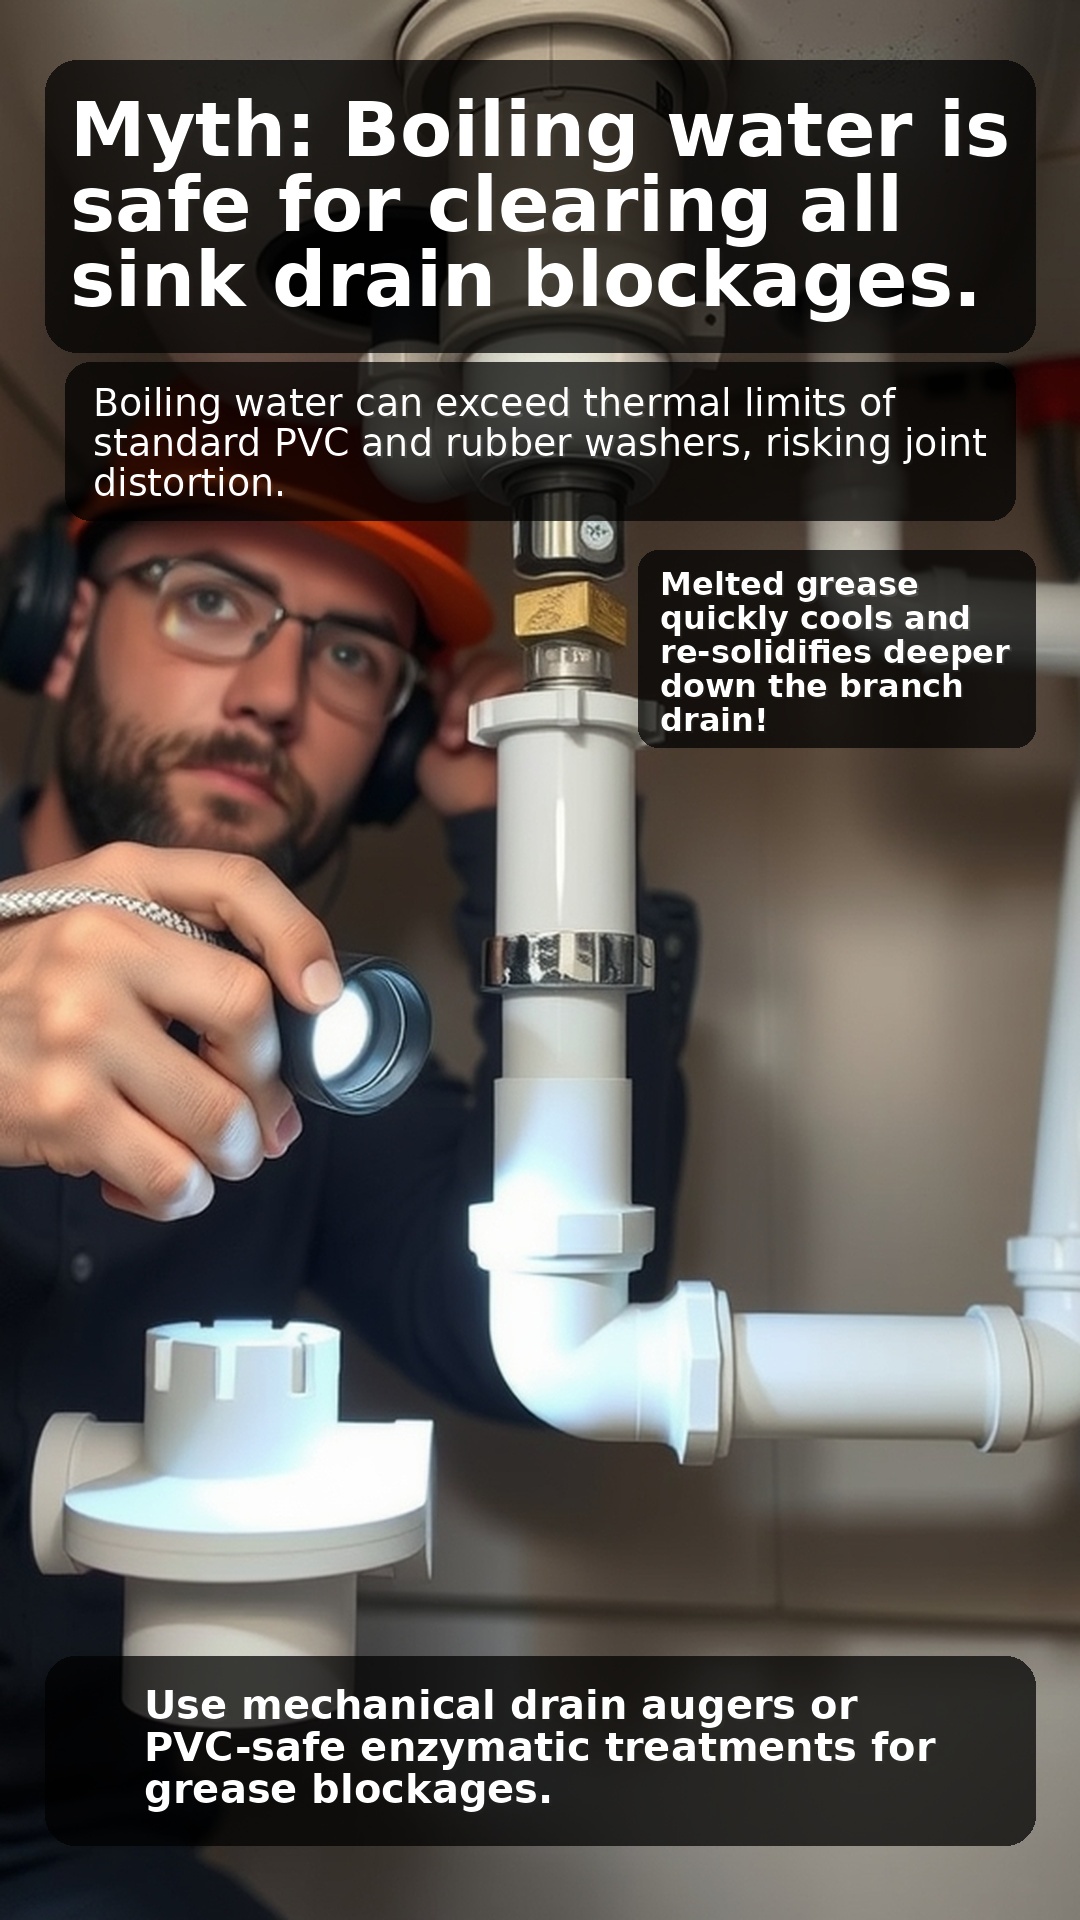 Myth: Boiling water is
safe for clearing all
sink drain blockages.
Boiling water can exceed thermal limits of
standard PVC and rubber washers, risking joint
distortion.
Melted grease
quickly cools and
re-solidifies deeper
down the branch
drain!
Use mechanical drain augers or
PVC-safe enzymatic treatments for
grease blockages.